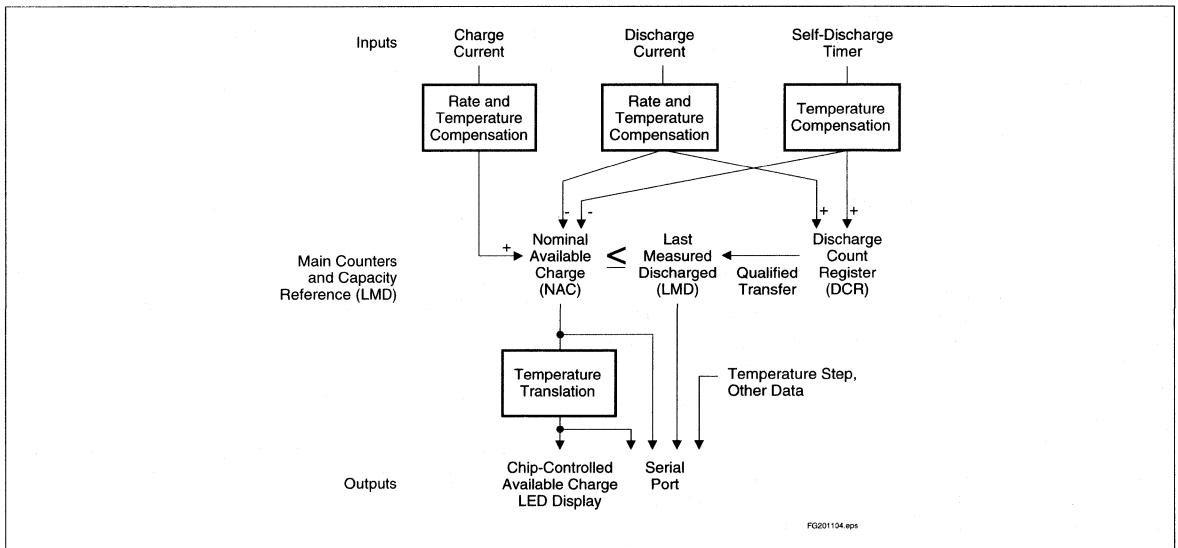 Inputs
Charge
Current
Discharge
Current
Self-Discharge
Timer
Rate and
Temperature
Compensation
Rate and
Temperature
Compensation
Temperature
Compensation
- - + +
Main Counters
and Capacity
Reference (LMD)
+
Nominal
Available
Charge
(NAC)
≤
Last
Measured
Discharged
(LMD)
Qualified
Transfer
Discharge
Count
Register
(DCR)
Temperature
Translation
Temperature Step,
Other Data
Outputs
Chip-Controlled
Available Charge
LED Display
Serial
Port
FG201104.eps